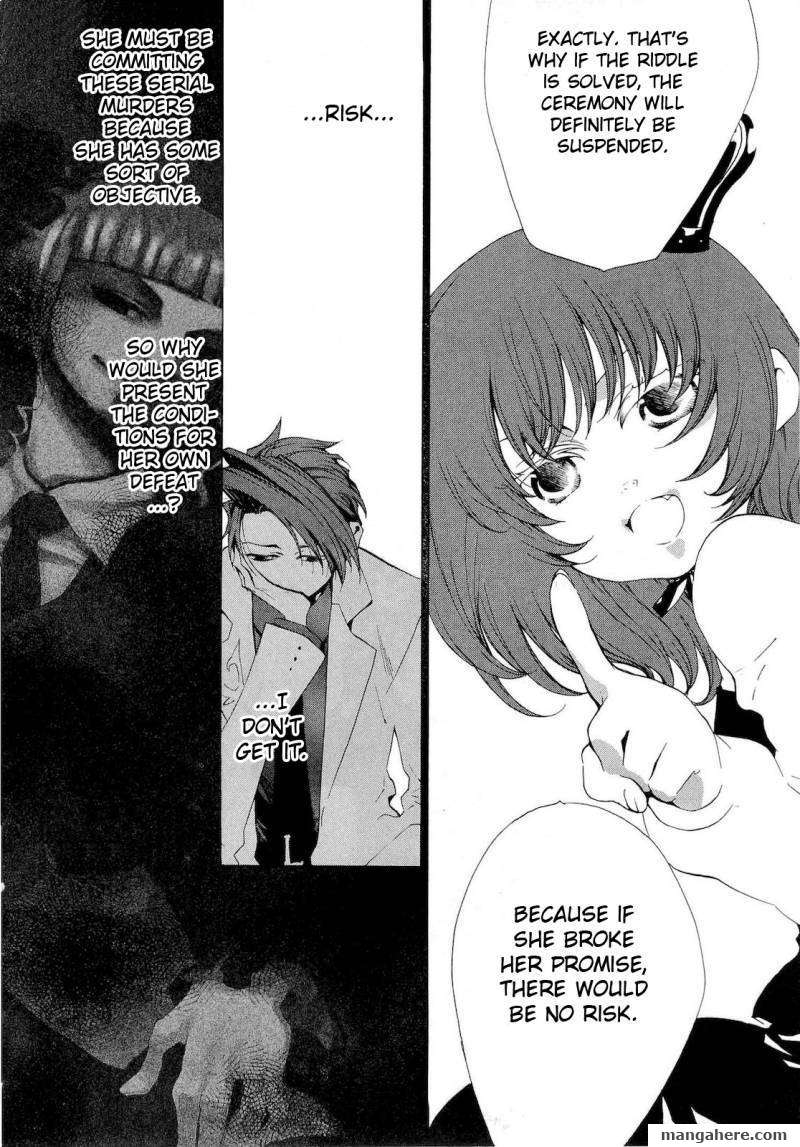 EXACTLY. THAT'S
WHY IF THE RIDDLE
IS SOLVED, THE
CEREMONY WILL
DEFINITELY BE
SUSPENDED.
BECAUSE IF
SHE BROKE
HER PROMISE,
THERE WOULD
BE NO RISK.
...RISK...
...I
DON'T
GET IT.
SHE MUST BE
COMMITTING
THESE SERIAL
MURDERS
BECAUSE
SHE HAS SOME
SORT OF
OBJECTIVE.
SO WHY
WOULD SHE
PRESENT
THE CONDI-
TIONS FOR
HER OWN
DEFEAT
...?
mangahere.com